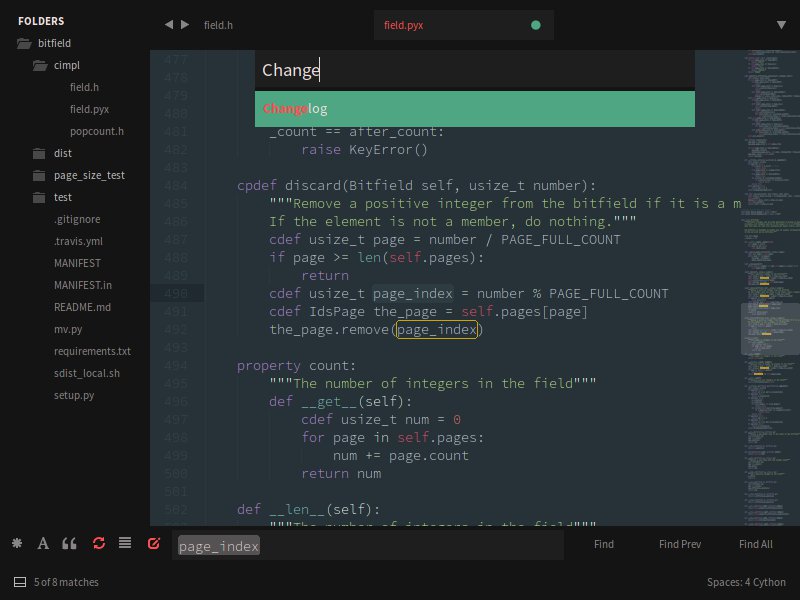 FOLDERS
bitfield
cimpl
field.h
field.pyx
popcount.h
dist
page_size_test
test
.gitignore
.travis.yml
MANIFEST
MANIFEST.in
README.md
mv.py
requirements.txt
sdist_local.sh
setup.py
field.h
field.pyx
Change
Changelog
477
478
479
480
481 _count == after_count:
482 raise KeyError()
483
484 cpdef discard(Bitfield self, usize_t number):
485 """Remove a positive integer from the bitfield if it is a m
486 If the element is not a member, do nothing."""
487 cdef usize_t page = number / PAGE_FULL_COUNT
488 if page >= len(self.pages):
489 return
490 cdef usize_t page_index = number % PAGE_FULL_COUNT
491 cdef IdsPage the_page = self.pages[page]
492 the_page.remove(page_index)
493
494 property count:
495 """The number of integers in the field"""
496 def __get__(self):
497 cdef usize_t num = 0
498 for page in self.pages:
499 num += page.count
500 return num
501
502 def __len__(self):
503 """The number of integers in the field"""
page_index
Find
Find Prev
Find All
5 of 8 matches
Spaces: 4 Cython